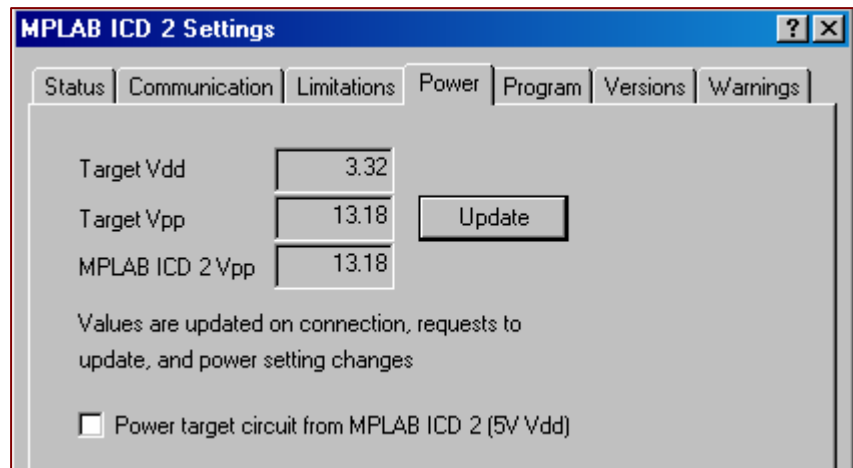 MPLAB ICD 2 Settings
Status Communication Limitations Power Program Versions Warnings
Target Vdd 3.32
Target Vpp 13.18 Update
MPLAB ICD 2 Vpp 13.18
Values are updated on connection, requests to
update, and power setting changes
Power target circuit from MPLAB ICD 2 (5V Vdd)